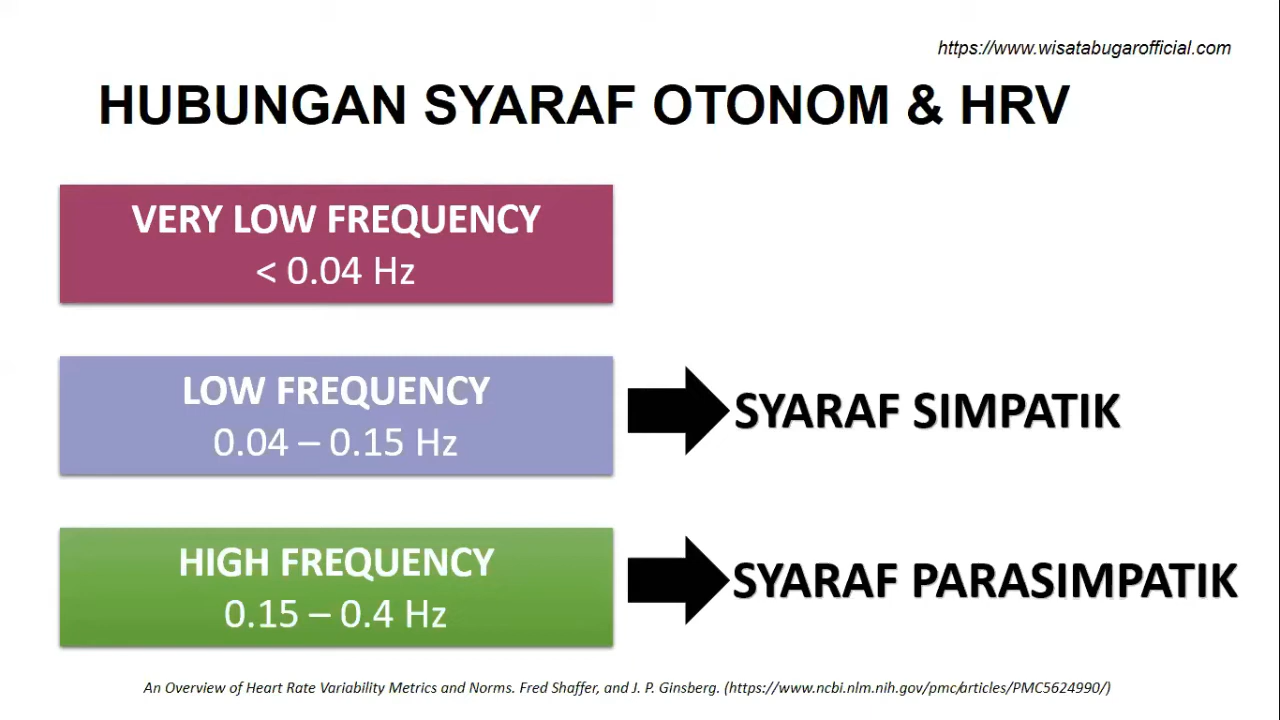 https://www.wisatabugarofficial.com
HUBUNGAN SYARAF OTONOM & HRV
VERY LOW FREQUENCY
< 0.04 Hz
LOW FREQUENCY
0.04 – 0.15 Hz
SYARAF SIMPATIK
HIGH FREQUENCY
0.15 – 0.4 Hz
SYARAF PARASIMPATIK
An Overview of Heart Rate Variability Metrics and Norms. Fred Shaffer, and J. P. Ginsberg. (https://www.ncbi.nlm.nih.gov/pmc/articles/PMC5624990/)